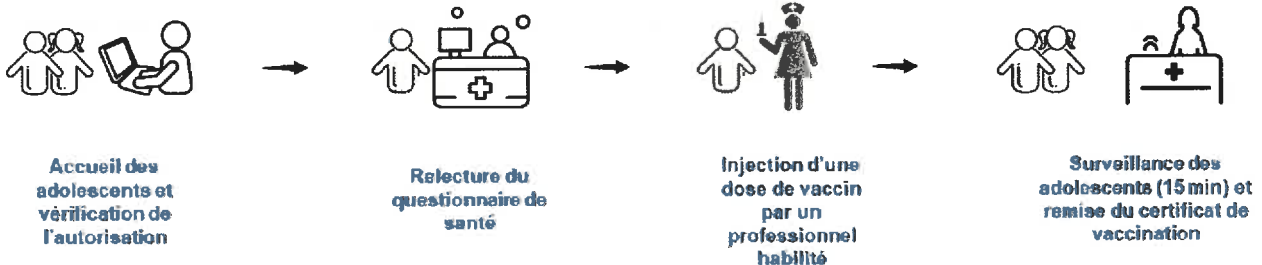 Accueil des
adolescents et
vérification de
l'autorisation
Relecture du
questionnaire de
santé
Injection d'une
dose de vaccin
par un
professionnel
habilité
Surveillance des
adolescents (15 min) et
remise du certificat de
vaccination